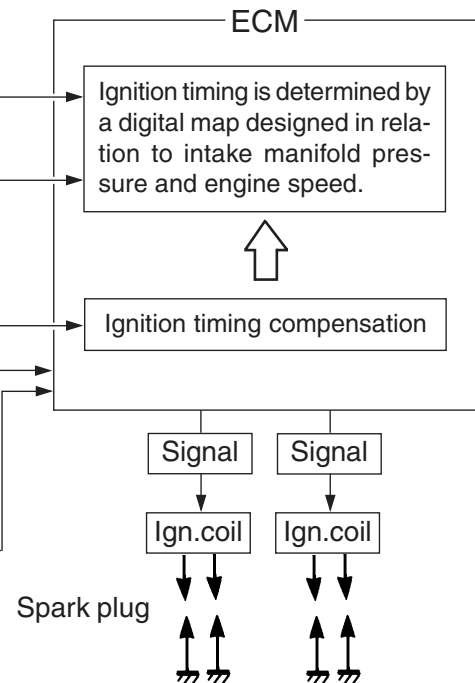 ECM
Ignition timing is determined by
a digital map designed in rela-
tion to intake manifold pres-
sure and engine speed.
Ignition timing compensation
Signal
Signal
Ign.coil
Ign.coil
Spark plug